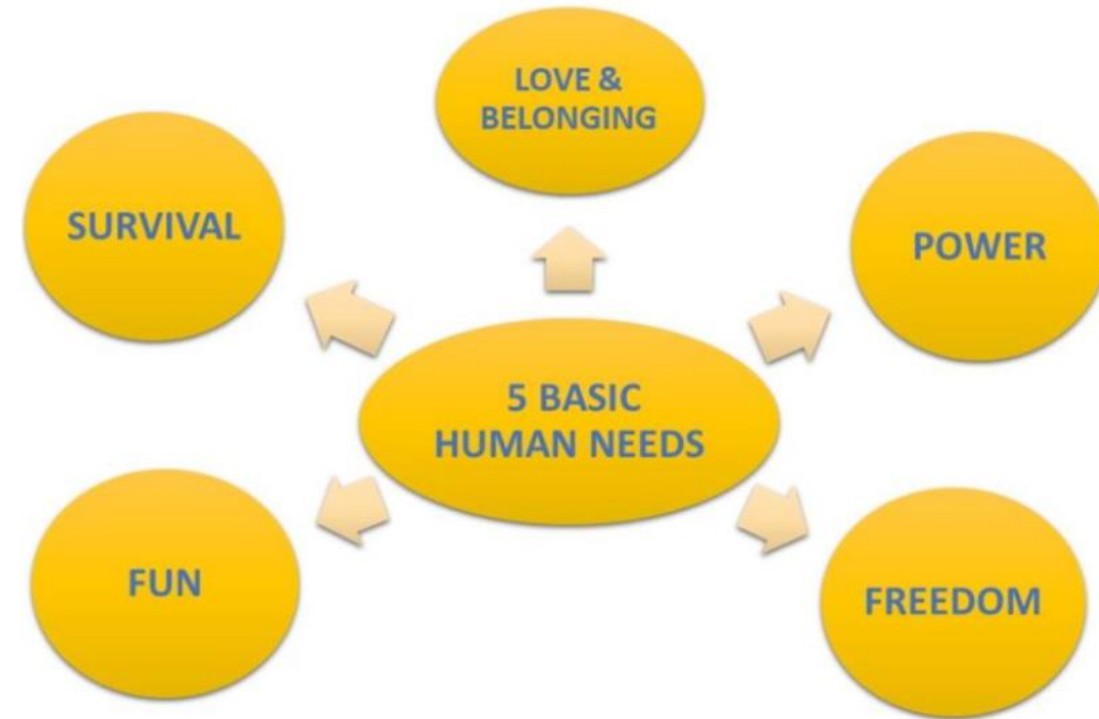 LOVE &
BELONGING
SURVIVAL
POWER
5 BASIC
HUMAN NEEDS
FUN
FREEDOM